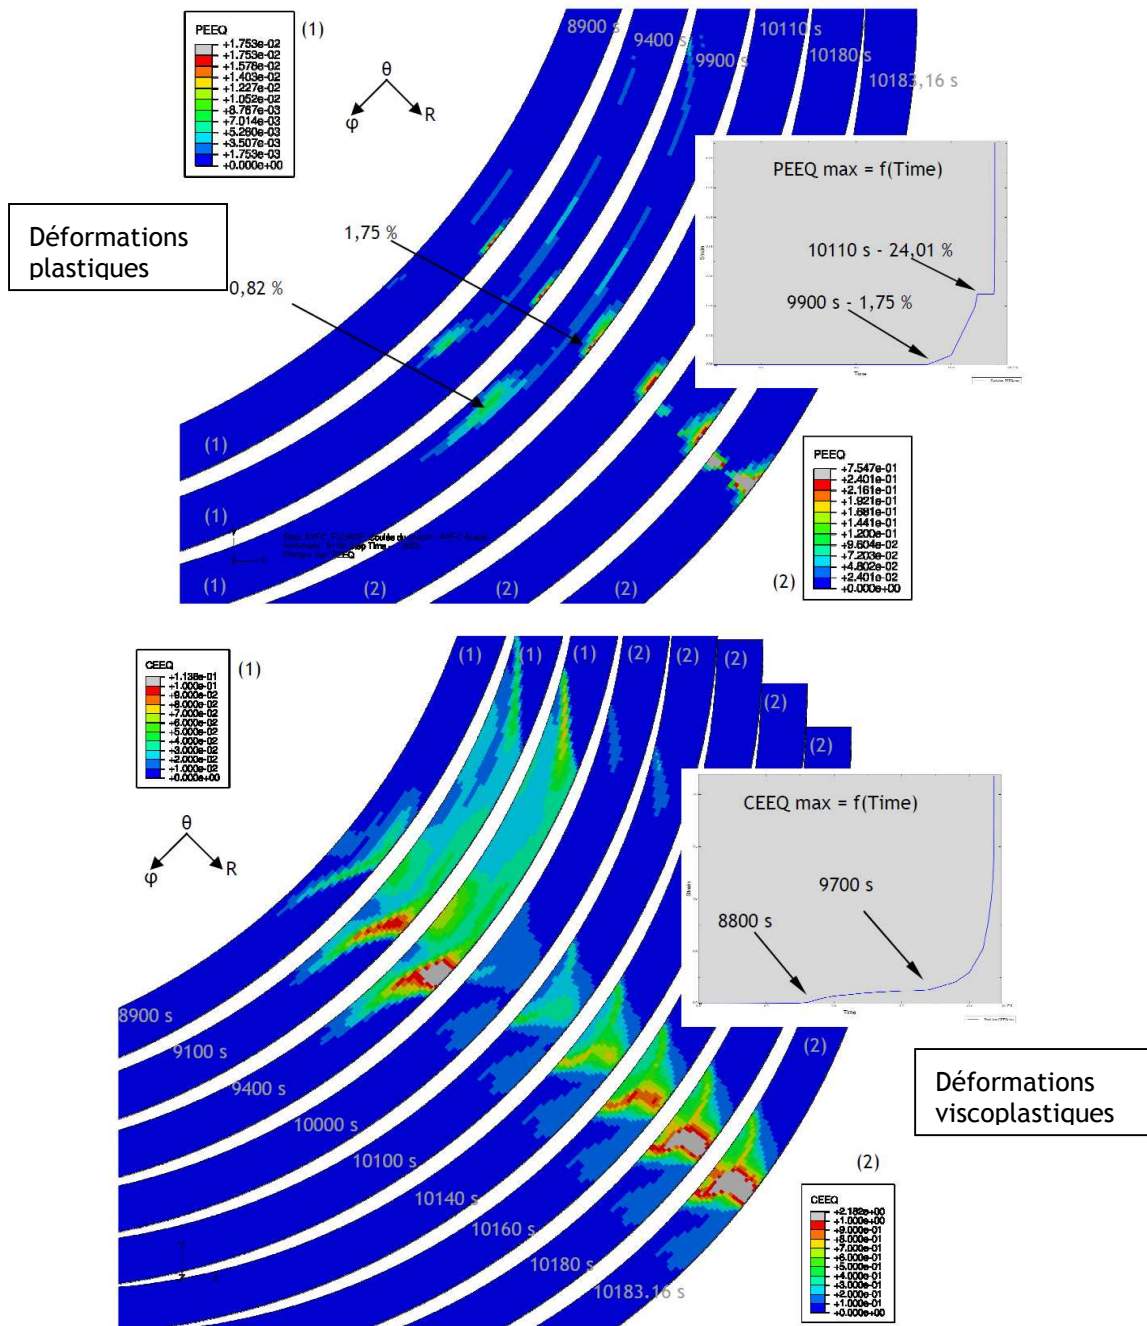 PEEQ
+1.753e-02
+1.753e-02
+1.578e-02
+1.403e-02
+1.227e-02
+1.052e-02
+8.767e-03
+7.014e-03
+5.260e-03
+3.507e-03
+1.753e-03
+0.000e+00
(1)
8900 s
9400 s
9900 s
10110 s
10180 s
10183,16 s
θ
φ
R
Déformations
plastiques
1,75 %
0,82 %
PEEQ max = f(Time)
10110 s - 24,01 %
9900 s - 1,75 %
Strain
Time
(1)
(1)
(1)
(2)
(2)
(2)
(2)
PEEQ
+7.547e-01
+2.401e-01
+2.161e-01
+1.921e-01
+1.681e-01
+1.441e-01
+1.200e-01
+9.604e-02
+7.203e-02
+4.802e-02
+2.401e-02
+0.000e+00
CEEQ
+1.136e-01
+1.000e-01
+9.000e-02
+8.000e-02
+7.000e-02
+6.000e-02
+5.000e-02
+4.000e-02
+3.000e-02
+2.000e-02
+1.000e-02
+0.000e+00
(1)
(1)
(1)
(1)
(2)
(2)
(2)
(2)
(2)
θ
φ
R
CEEQ max = f(Time)
9700 s
8800 s
Strain
Time
8900 s
9100 s
9400 s
10000 s
10100 s
10140 s
10160 s
10180 s
10183.16 s
(2)
Déformations
viscoplastiques
(2)
CEEQ
+2.182e+00
+1.000e+00
+9.000e-01
+8.000e-01
+7.000e-01
+6.000e-01
+5.000e-01
+4.000e-01
+3.000e-01
+2.000e-01
+1.000e-01
+0.000e+00